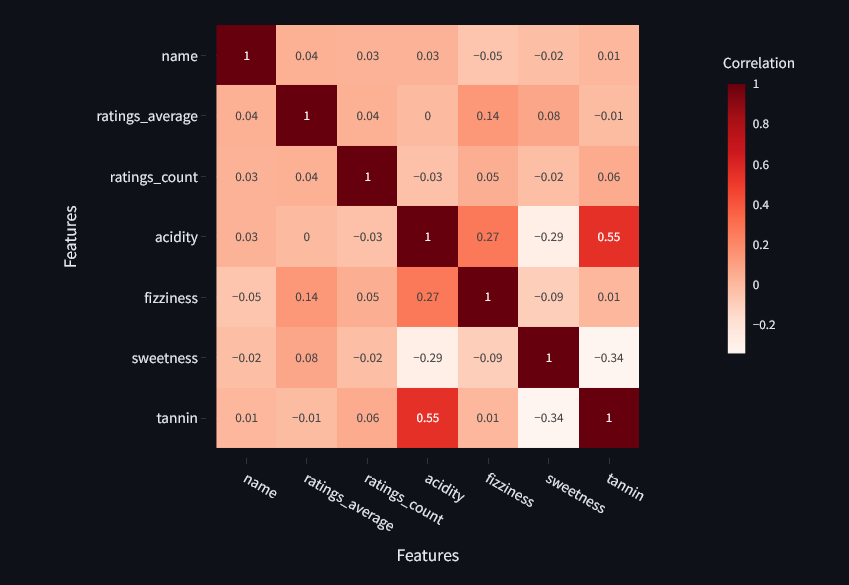 Correlation
name 1 0.04 0.03 0.03 −0.05 −0.02 0.01
ratings_average 0.04 1 0.04 0 0.14 0.08 −0.01
ratings_count 0.03 0.04 1 −0.03 0.05 −0.02 0.06
acidity 0.03 0 −0.03 1 0.27 −0.29 0.55
fizziness −0.05 0.14 0.05 0.27 1 −0.09 0.01
sweetness −0.02 0.08 −0.02 −0.29 −0.09 1 −0.34
tannin 0.01 −0.01 0.06 0.55 0.01 −0.34 1
Features
name ratings_average ratings_count acidity fizziness sweetness tannin
Features
1
0.8
0.6
0.4
0.2
0
−0.2